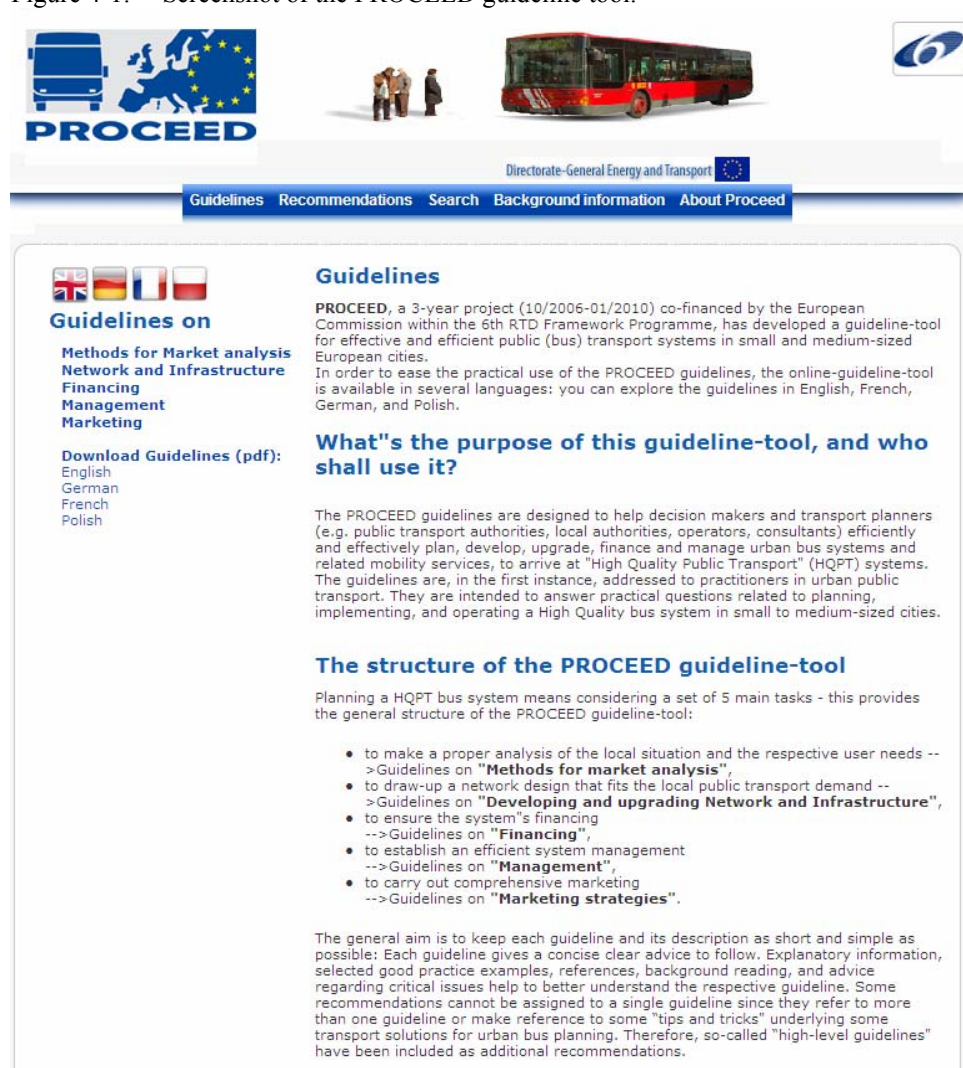 Figure 4-1. Screenshot of the PROCEED guideline tool.
PROCEED
6
Directorate-General Energy and Transport
Guidelines Recommendations Search Background information About Proceed
Guidelines on
Methods for Market analysis
Network and Infrastructure
Financing
Management
Marketing
Download Guidelines (pdf):
English
German
French
Polish
Guidelines
PROCEED, a 3-year project (10/2006-01/2010) co-financed by the European
Commission within the 6th RTD Framework Programme, has developed a guideline-tool
for effective and efficient public (bus) transport systems in small and medium-sized
European cities.
In order to ease the practical use of the PROCEED guidelines, the online-guideline-tool
is available in several languages: you can explore the guidelines in English, French,
German, and Polish.
What"s the purpose of this guideline-tool, and who
shall use it?
The PROCEED guidelines are designed to help decision makers and transport planners
(e.g. public transport authorities, local authorities, operators, consultants) efficiently
and effectively plan, develop, upgrade, finance and manage urban bus systems and
related mobility services, to arrive at "High Quality Public Transport" (HQPT) systems.
The guidelines are, in the first instance, addressed to practitioners in urban public
transport. They are intended to answer practical questions related to planning,
implementing, and operating a High Quality bus system in small to medium-sized cities.
The structure of the PROCEED guideline-tool
Planning a HQPT bus system means considering a set of 5 main tasks - this provides
the general structure of the PROCEED guideline-tool:
• to make a proper analysis of the local situation and the respective user needs --
>Guidelines on "Methods for market analysis",
• to draw-up a network design that fits the local public transport demand --
>Guidelines on "Developing and upgrading Network and Infrastructure",
• to ensure the system"s financing
-->Guidelines on "Financing",
• to establish an efficient system management
-->Guidelines on "Management",
• to carry out comprehensive marketing
-->Guidelines on "Marketing strategies".
The general aim is to keep each guideline and its description as short and simple as
possible: Each guideline gives a concise clear advice to follow. Explanatory information,
selected good practice examples, references, background reading, and advice
regarding critical issues help to better understand the respective guideline. Some
recommendations cannot be assigned to a single guideline since they refer to more
than one guideline or make reference to some "tips and tricks" underlying some
transport solutions for urban bus planning. Therefore, so-called "high-level guidelines"
have been included as additional recommendations.